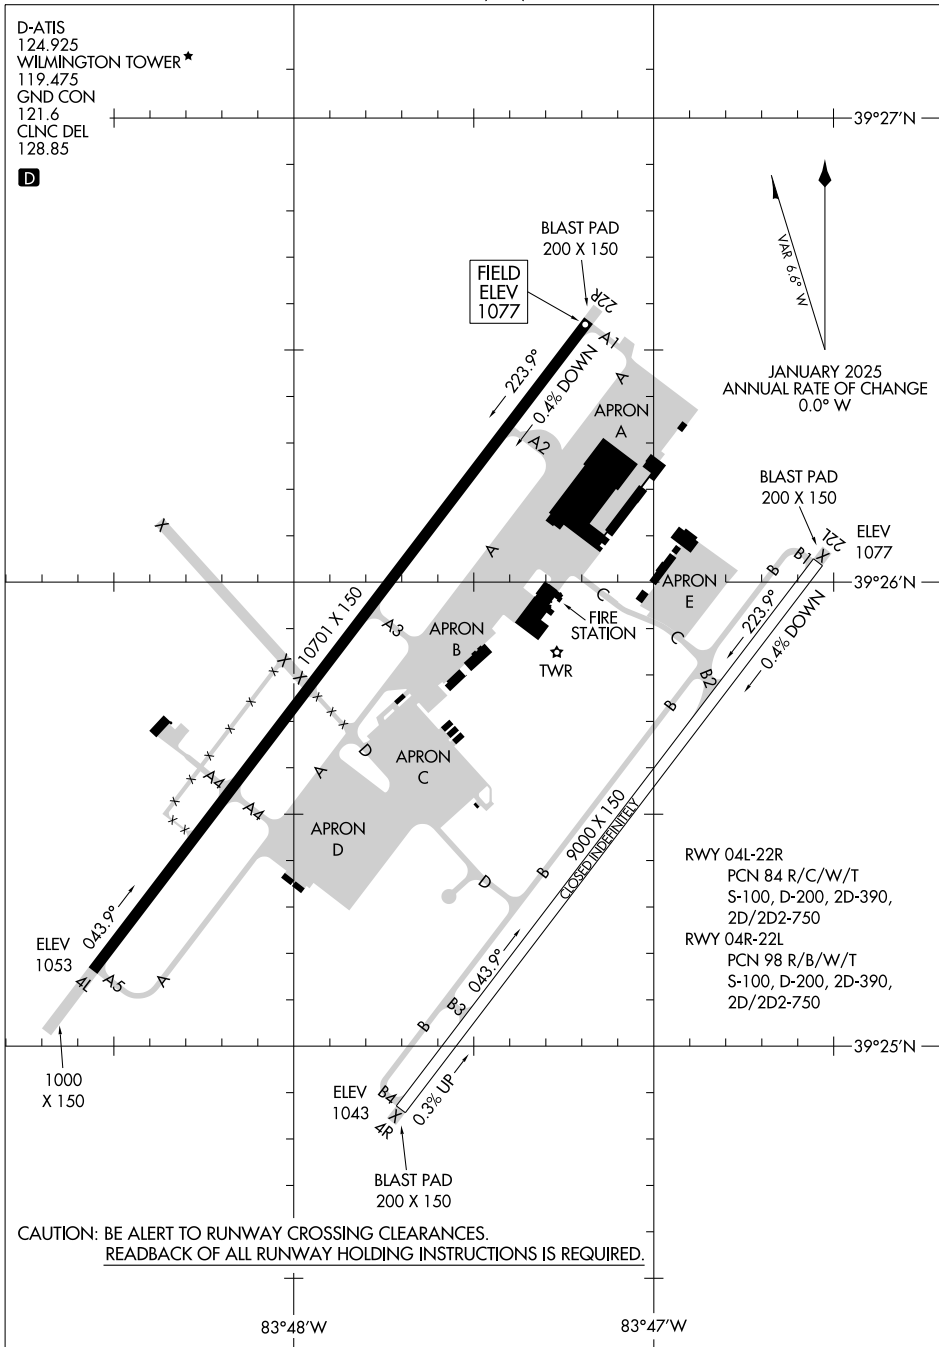 D-ATIS
124.925
WILMINGTON TOWER
119.475
GND CON
121.6
CLNC DEL
128.85
D
39°27'N
BLAST PAD
200 X 150
VAR 6.6° W
22R
FIELD
ELEV
1077
A1
JANUARY 2025
ANNUAL RATE OF CHANGE
0.0° W
223.9°
0.4% DOWN
A
APRON
A
A2
BLAST PAD
200 X 150
X
22L
ELEV
1077
A
B1
X
B
39°26'N
APRON
E
C
223.9°
0.4% DOWN
10701 X 150
A3
APRON
B
FIRE
STATION
C
TWR
B2
X
X
X
X
X
X
X
X
B
D
X
A
APRON
C
X
A4
X
X
A4
X
X
APRON
D
9000 X 150
CLOSED INDEFINITELY
RWY 04L-22R
PCN 84 R/C/W/T
S-100, D-200, 2D-390,
2D/2D2-750
RWY 04R-22L
PCN 98 R/B/W/T
S-100, D-200, 2D-390,
2D/2D2-750
B
D
043.9°
ELEV
1053
4L
A5
A
043.9°
B3
B
39°25'N
1000
X 150
ELEV
1043
B4
X
4R
0.3% UP
BLAST PAD
200 X 150
CAUTION: BE ALERT TO RUNWAY CROSSING CLEARANCES.
READBACK OF ALL RUNWAY HOLDING INSTRUCTIONS IS REQUIRED.
83°48'W
83°47'W